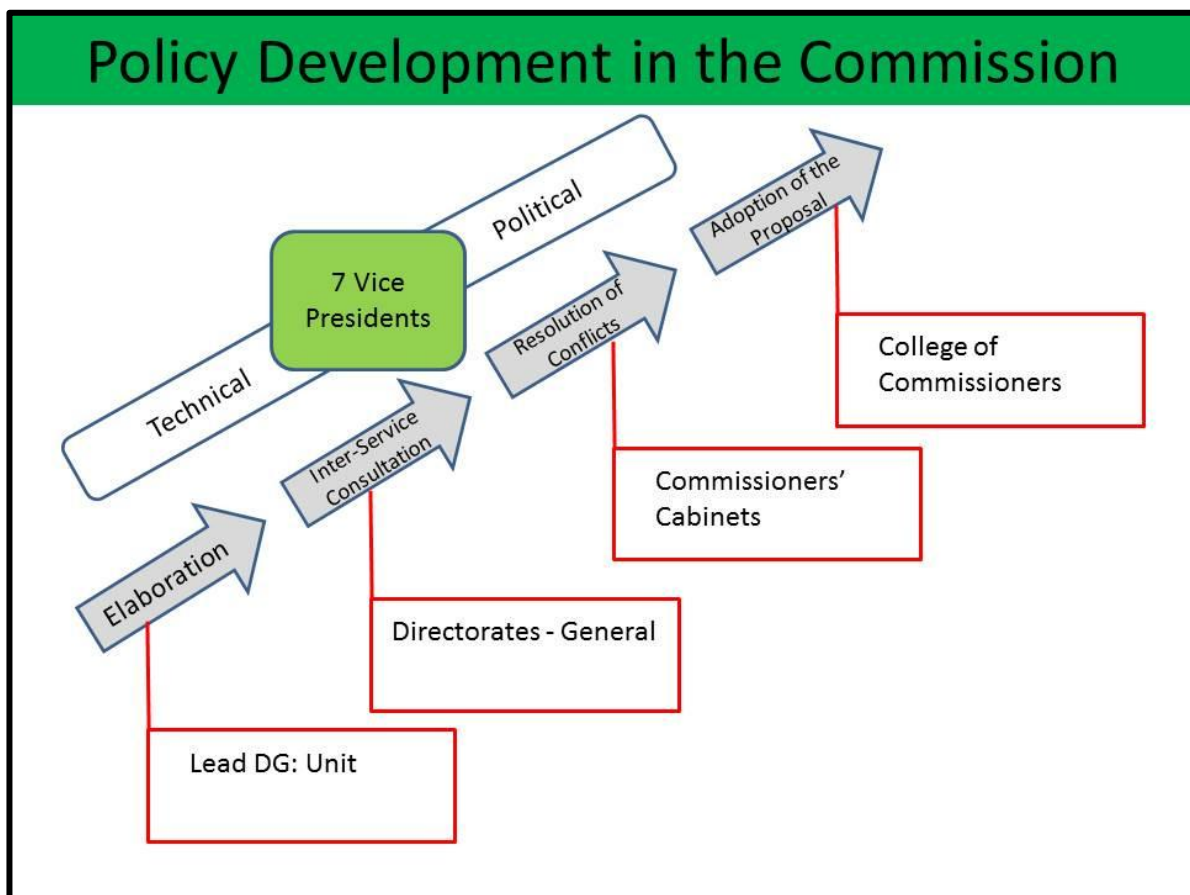 Policy Development in the Commission
Technical
7 Vice
Presidents
Political
Elaboration
Lead DG: Unit
Inter-Service
Consultation
Directorates - General
Resolution of
Conflicts
Commissioners’
Cabinets
Adoption of the
Proposal
College of
Commissioners